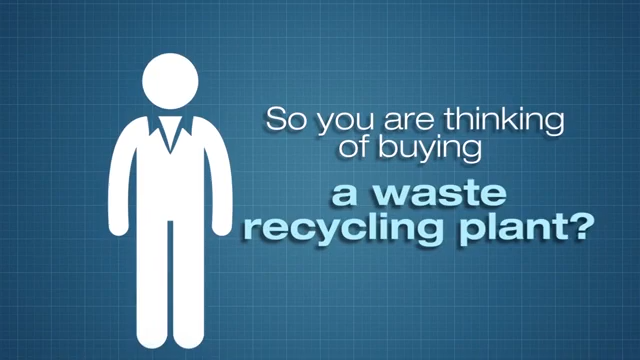 So you are thinking
of buying
a waste
recycling plant?